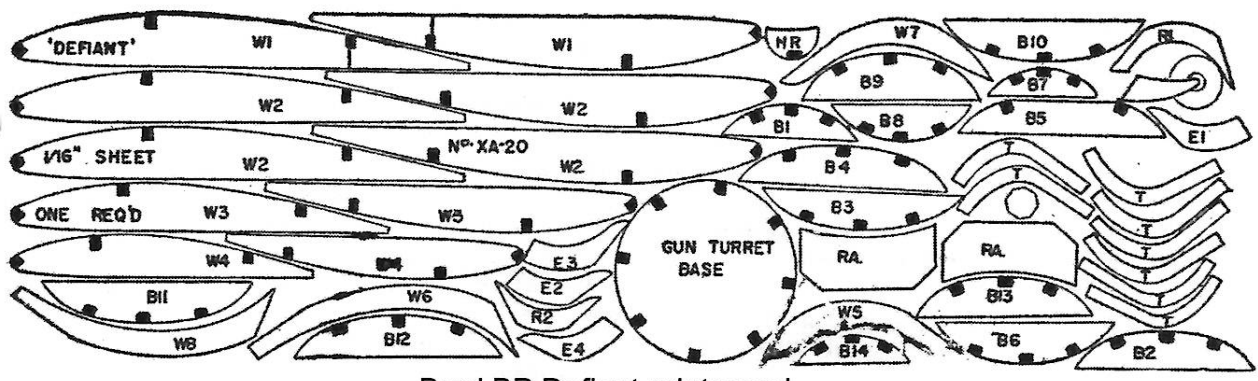 'DEFIANT' W1 W1 NR W7 B10 R1
B9 B7
W2 W2 B1 B8 B5 E1
1/16" SHEET W2 Nº XA-20 W2 B4 T
T
ONE REQ'D W3 W3 B3 T
GUN TURRET
BASE
RA. RA. T
W4 W4 E3 T
B11 W6 E2 B13 T
R2 W5 T
W8 B12 E4 B14 B6 B2 T